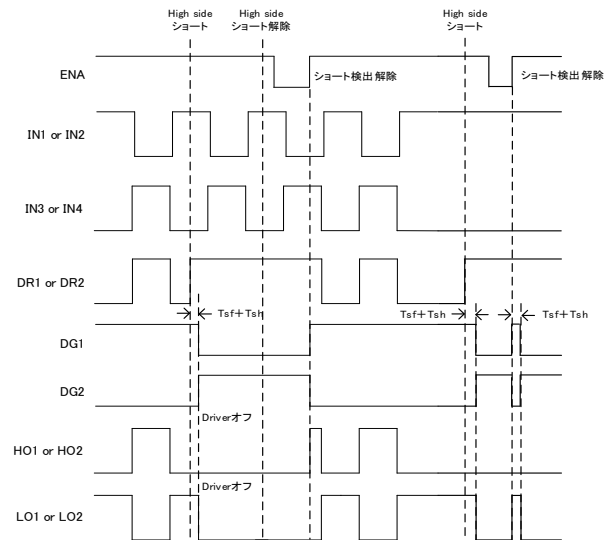 High side
ショート
High side
ショート解除
High side
ショート
ENA
ショート検出解除
ショート検出解除
IN1 or IN2
IN3 or IN4
DR1 or DR2
Tsf+Tsh
Tsf+Tsh
Tsf+Tsh
DG1
DG2
Driverオフ
HO1 or HO2
Driverオフ
LO1 or LO2